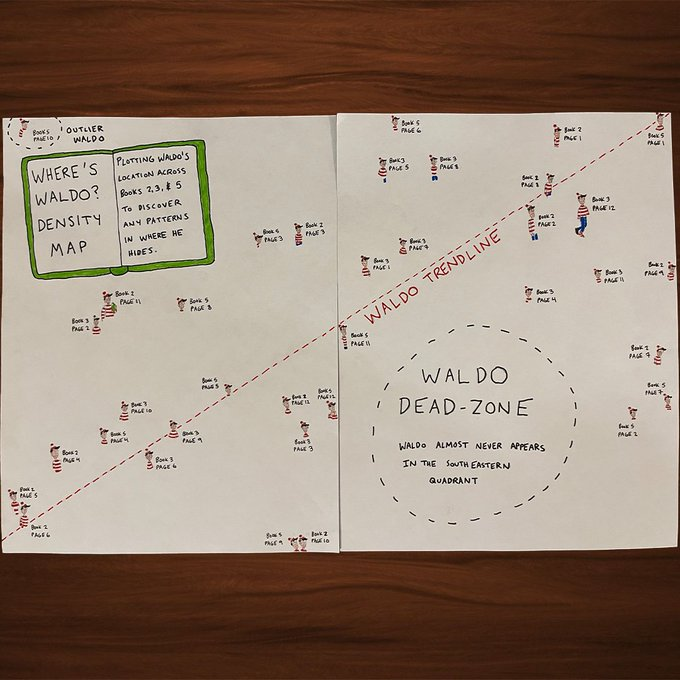 BOOK 5
PAGE 10
OUTLIER
WALDO
WHERE'S
WALDO?
DENSITY
MAP
PLOTTING WALDO'S
LOCATION ACROSS
BOOKS 2,3, & 5
TO DISCOVER
ANY PATTERNS
IN WHERE HE
HIDES.
BOOK 5
PAGE 3
BOOK 2
PAGE 3
BOOK 2
PAGE 11
BOOK 3
PAGE 2
BOOK 5
PAGE 8
BOOK 5
BOOK 3
PAGE 10
BOOK 5
PAGE 4
BOOK 3
PAGE 9
BOOK 3
PAGE 6
BOOK 2
PAGE 4
BOOK 2
PAGE 12
BOOK 5
PAGE 12
BOOK 3
PAGE 3
BOOK 2
PAGE 5
BOOK 2
PAGE 6
BOOK 5
PAGE 9
BOOK 2
PAGE 10
BOOK 5
PAGE 6
BOOK 2
PAGE 1
BOOK 5
PAGE 1
BOOK 3
PAGE 5
BOOK 3
PAGE 8
BOOK 2
PAGE 8
BOOK 3
PAGE 12
BOOK 2
PAGE 2
BOOK 3
PAGE 7
BOOK 3
PAGE 1
WALDO TRENDLINE
BOOK 3
PAGE 4
BOOK 3
PAGE 11
BOOK 2
PAGE 9
BOOK 5
PAGE 11
BOOK 2
PAGE 7
BOOK 5
PAGE 7
BOOK 5
PAGE 2
WALDO
DEAD-ZONE
WALDO ALMOST NEVER APPEARS
IN THE SOUTH EASTERN
QUADRANT